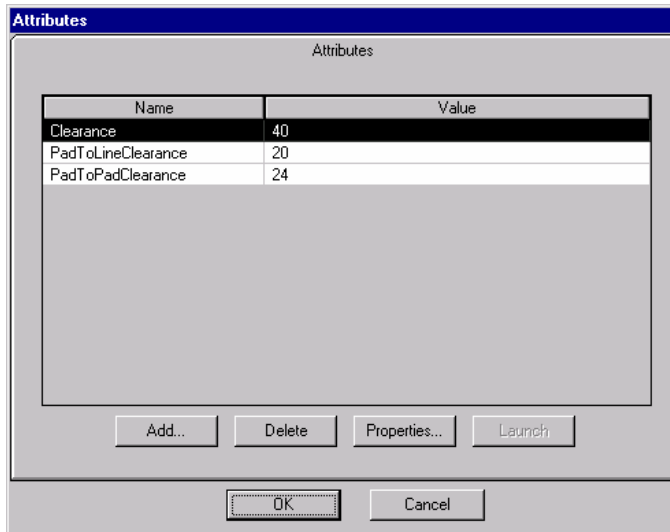 Attributes
Attributes
Name Value
Clearance 40
PadToLineClearance 20
PadToPadClearance 24
Add... Delete Properties... Launch
OK Cancel